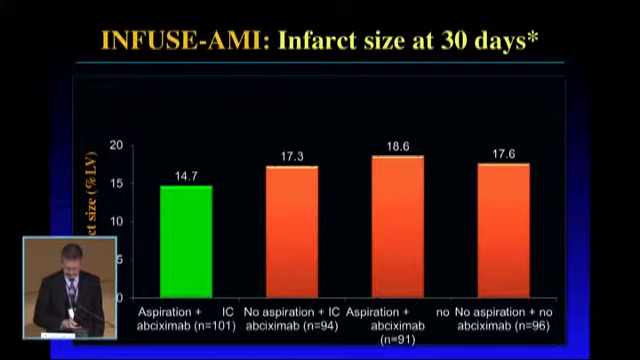 INFUSE-AMI: Infarct size at 30 days*
ct size (%LV)
20
15
10
5
0
14.7
17.3
18.6
17.6
Aspiration + IC
abciximab (n=101)
No aspiration + IC
abciximab (n=94)
Aspiration + no
abciximab
(n=91)
No aspiration + no
abciximab (n=96)